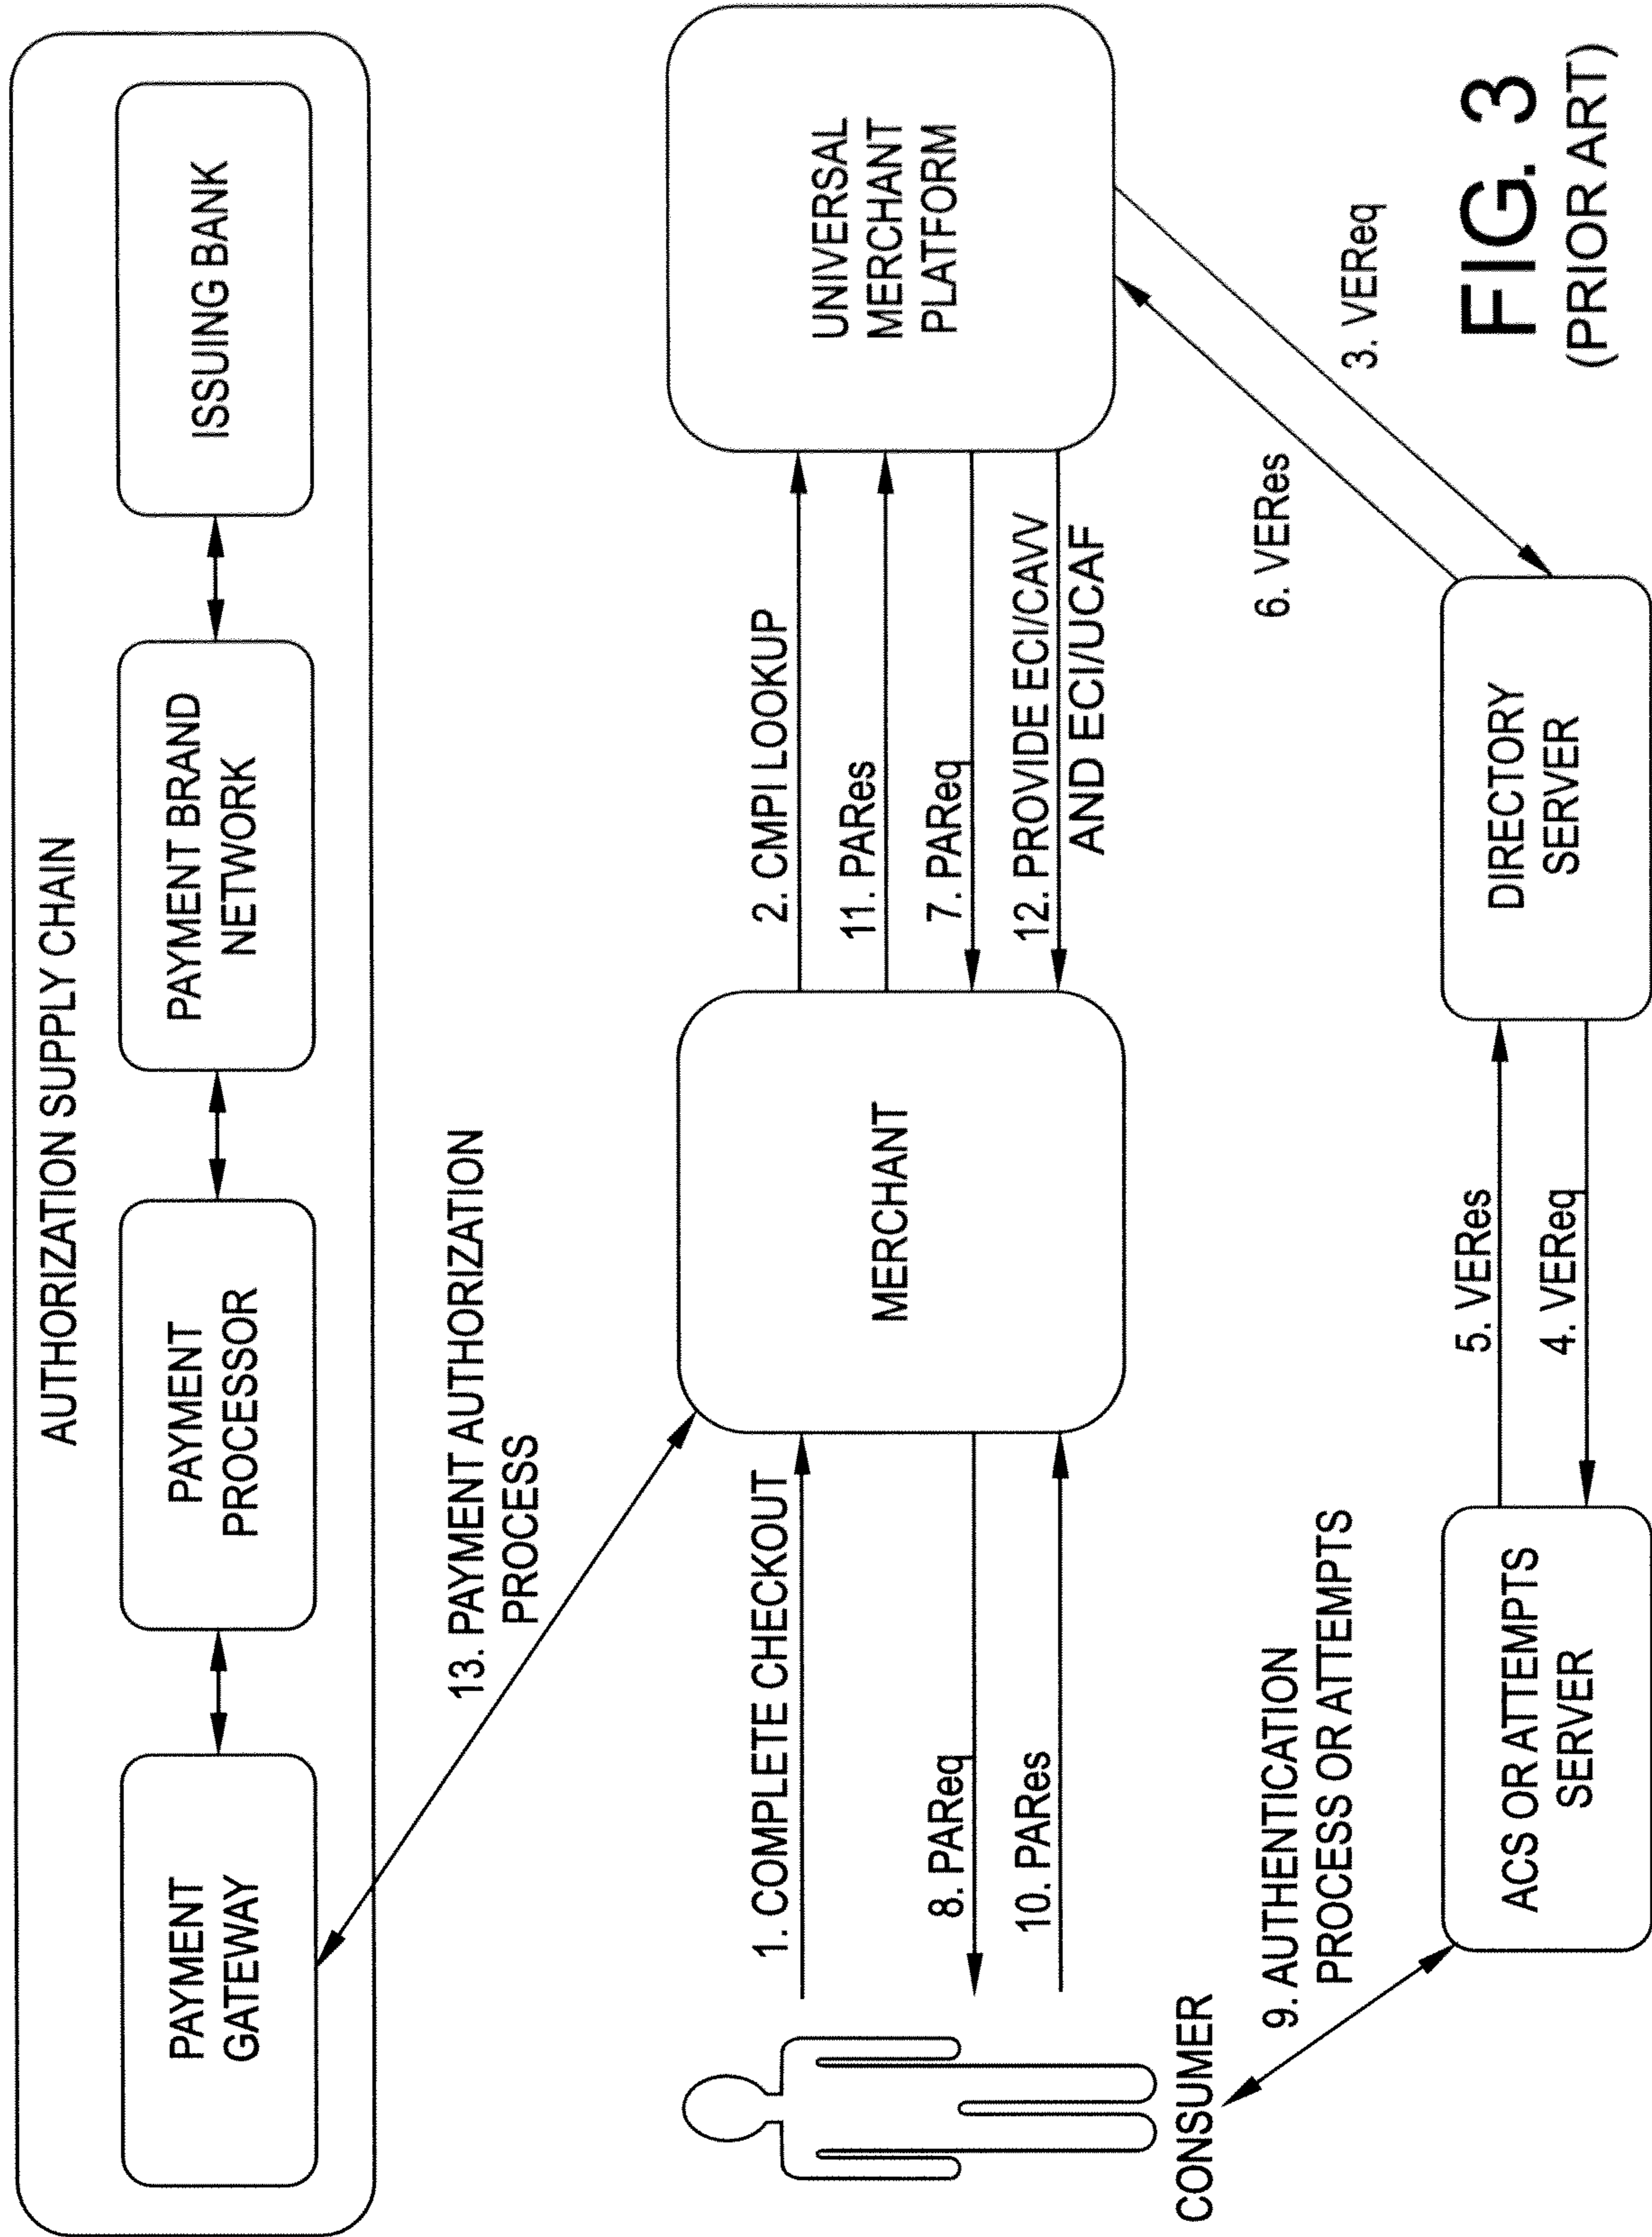 AUTHORIZATION SUPPLY CHAIN
PAYMENT
GATEWAY
PAYMENT
PROCESSOR
PAYMENT BRAND
NETWORK
ISSUING BANK
13. PAYMENT AUTHORIZATION
PROCESS
1. COMPLETE CHECKOUT
8. PAReq
10. PARes
CONSUMER
MERCHANT
2. CMPI LOOKUP
11. PARes
7. PAReq
12. PROVIDE ECI/CAVV
AND ECI/UCAF
UNIVERSAL
MERCHANT
PLATFORM
9. AUTHENTICATION
PROCESS OR ATTEMPTS
6. VERes
3. VEReq
ACS OR ATTEMPTS
SERVER
5. VERes
4. VEReq
DIRECTORY
SERVER
FIG. 3
(PRIOR ART)